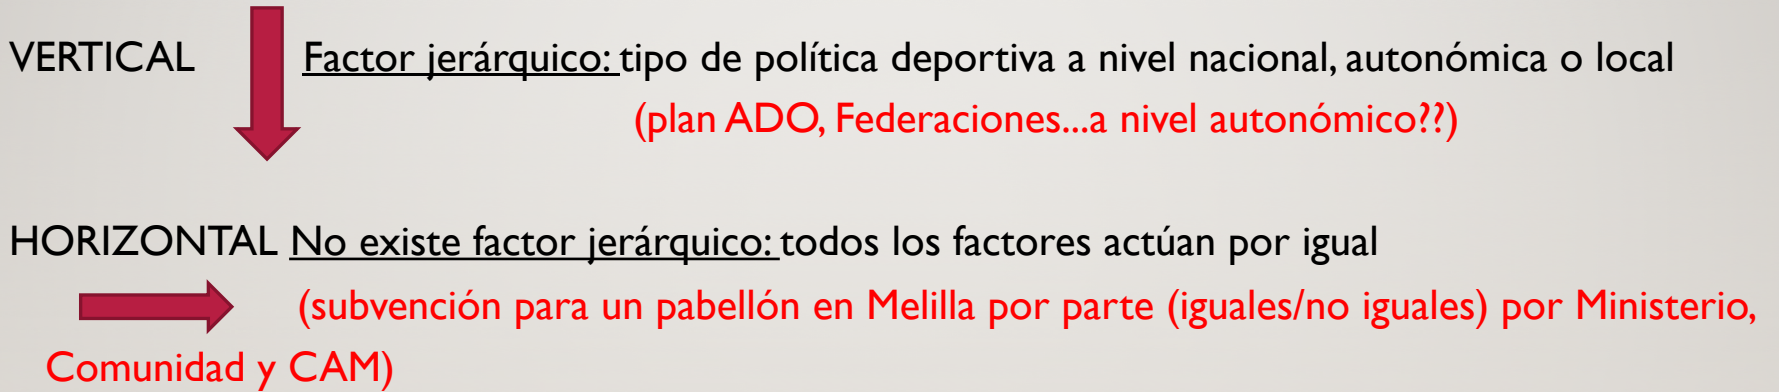 VERTICAL Factor jerárquico: tipo de política deportiva a nivel nacional, autonómica o local
(plan ADO, Federaciones...a nivel autonómico??)
HORIZONTAL No existe factor jerárquico: todos los factores actúan por igual
(subvención para un pabellón en Melilla por parte (iguales/no iguales) por Ministerio,
Comunidad y CAM)